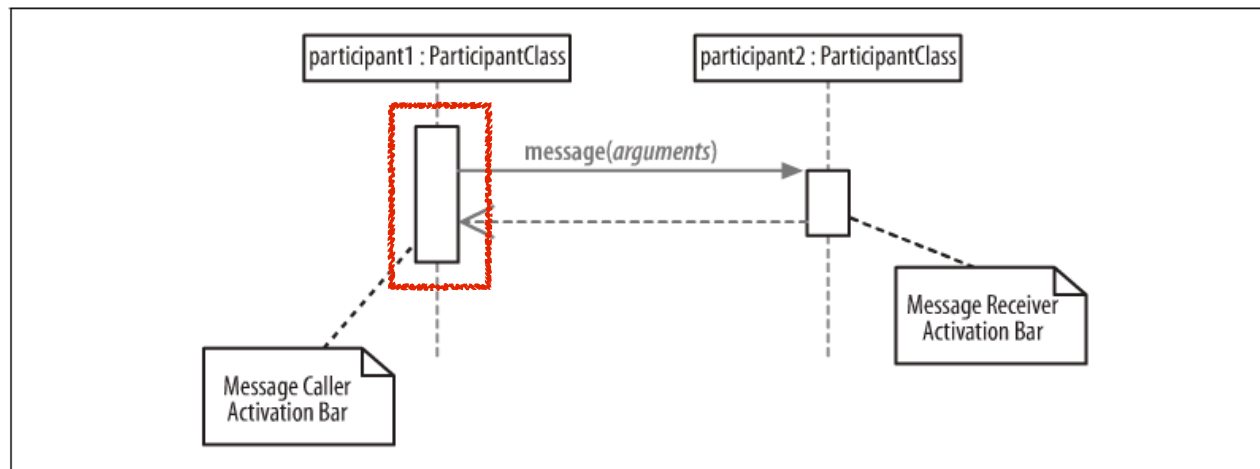 participant1 : ParticipantClass
participant2 : ParticipantClass
message(arguments)
Message Receiver
Activation Bar
Message Caller
Activation Bar